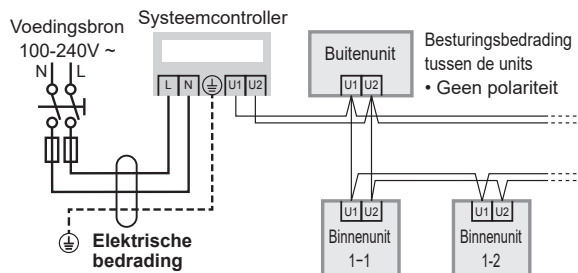 Voedingsbron
100-240V ~
N L
Systeemcontroller
L N U1 U2
Buitenunit
U1 U2
Besturingsbedrading
tussen de units
• Geen polariteit
Elektrische
bedrading
U1 U2
Binnenunit
1−1
U1 U2
Binnenunit
1-2